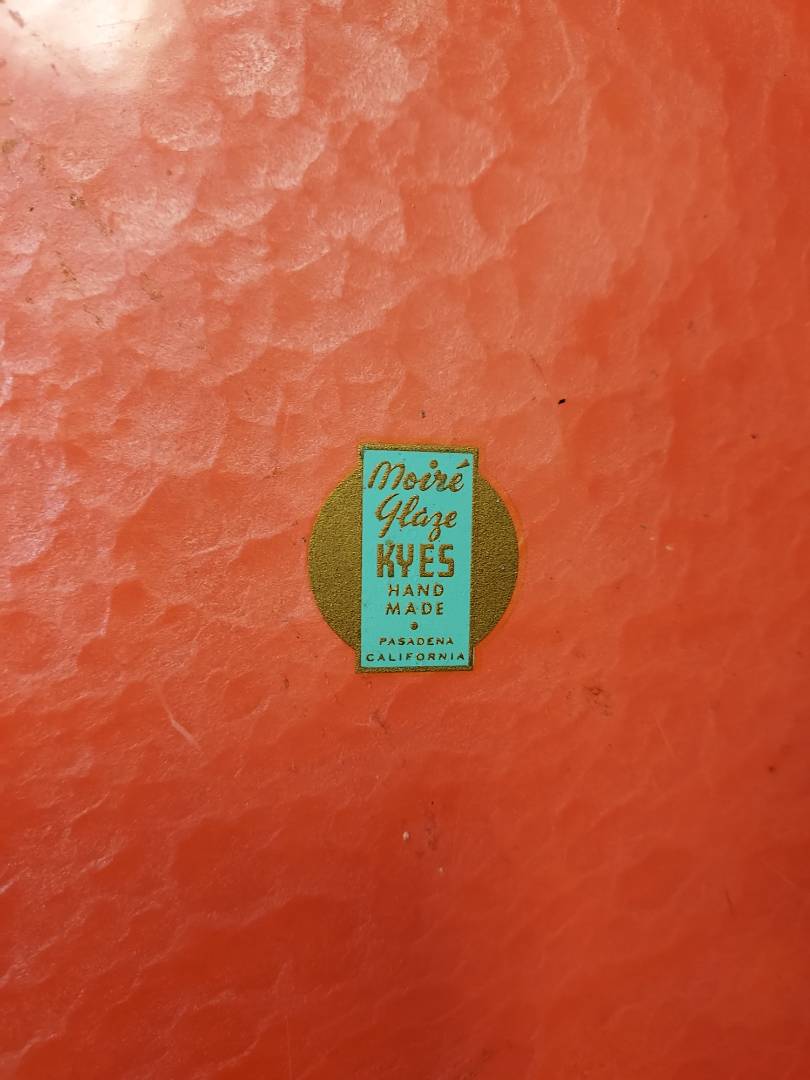 Moiré
Glaze
KYES
HAND
MADE
PASADENA
CALIFORNIA